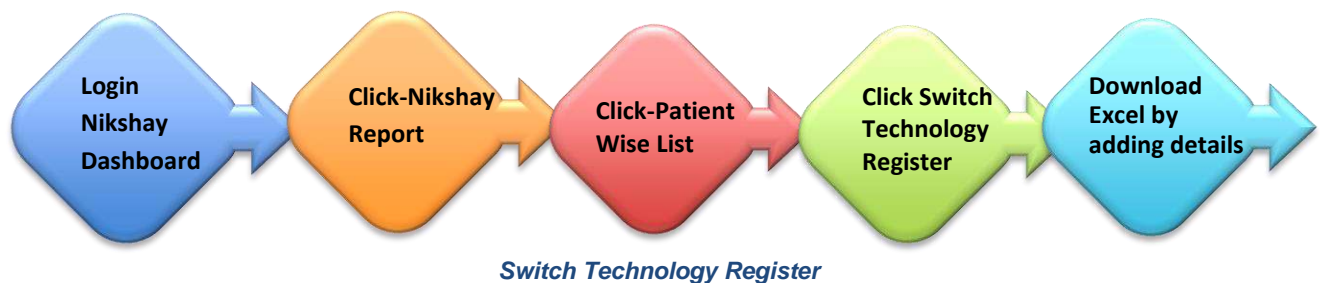 Login
Nikshay
Dashboard
Click-Nikshay
Report
Click-Patient
Wise List
Click Switch
Technology
Register
Download
Excel by
adding details
Switch Technology Register